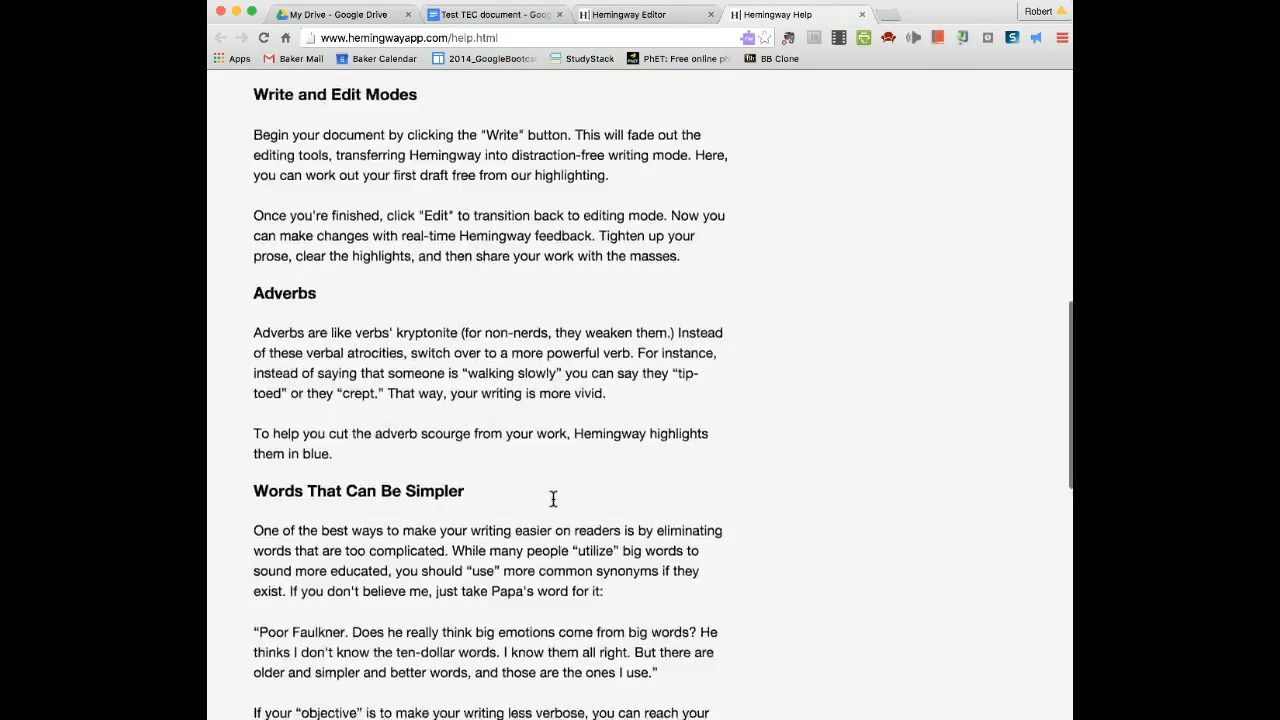 My Drive - Google Drive
Test TEC document - Goog
Hemingway Editor
Hemingway Help
Robert
www.hemingwayapp.com/help.html
Apps
Baker Mail
Baker Calendar
2014_GoogleBootca
StudyStack
PhET: Free online ph
BB Clone
Write and Edit Modes
Begin your document by clicking the "Write" button. This will fade out the
editing tools, transferring Hemingway into distraction-free writing mode. Here,
you can work out your first draft free from our highlighting.
Once you're finished, click "Edit" to transition back to editing mode. Now you
can make changes with real-time Hemingway feedback. Tighten up your
prose, clear the highlights, and then share your work with the masses.
Adverbs
Adverbs are like verbs' kryptonite (for non-nerds, they weaken them.) Instead
of these verbal atrocities, switch over to a more powerful verb. For instance,
instead of saying that someone is “walking slowly” you can say they “tip-
toed” or they “crept.” That way, your writing is more vivid.
To help you cut the adverb scourge from your work, Hemingway highlights
them in blue.
Words That Can Be Simpler
One of the best ways to make your writing easier on readers is by eliminating
words that are too complicated. While many people “utilize” big words to
sound more educated, you should “use” more common synonyms if they
exist. If you don't believe me, just take Papa's word for it:
“Poor Faulkner. Does he really think big emotions come from big words? He
thinks I don't know the ten-dollar words. I know them all right. But there are
older and simpler and better words, and those are the ones I use.”
If your “objective” is to make your writing less verbose, you can reach your